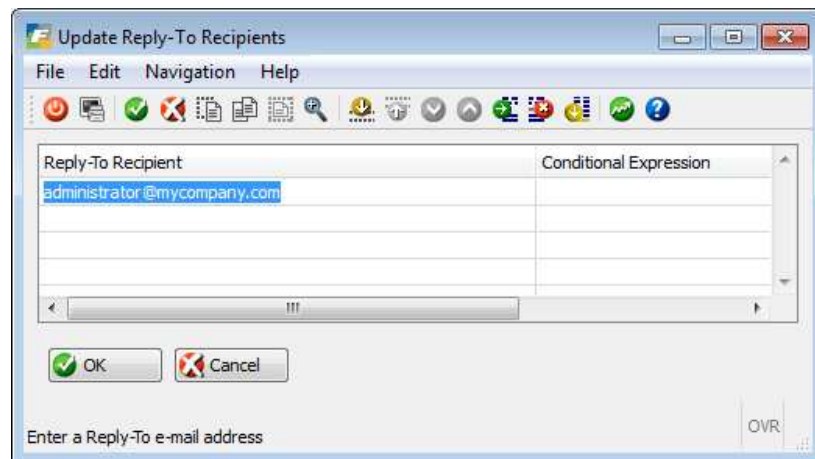 Update Reply-To Recipients
File Edit Navigation Help
Reply-To Recipient Conditional Expression
administrator@mycompany.com
OK Cancel
Enter a Reply-To e-mail address OVR